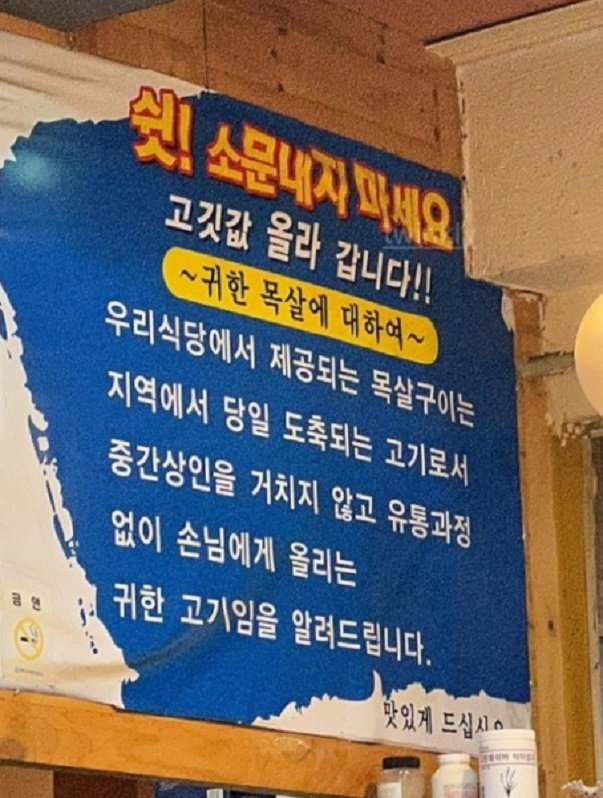 쉿! 소문내지 마세요
고깃값 올라 갑니다!!
~귀한 목살에 대하여~
우리식당에서 제공되는 목살구이는
지역에서 당일 도축되는 고기로서
중간상인을 거치지 않고 유통과정
없이 손님에게 올리는
귀한 고기임을 알려드립니다.
맛있게 드십시오
금 연